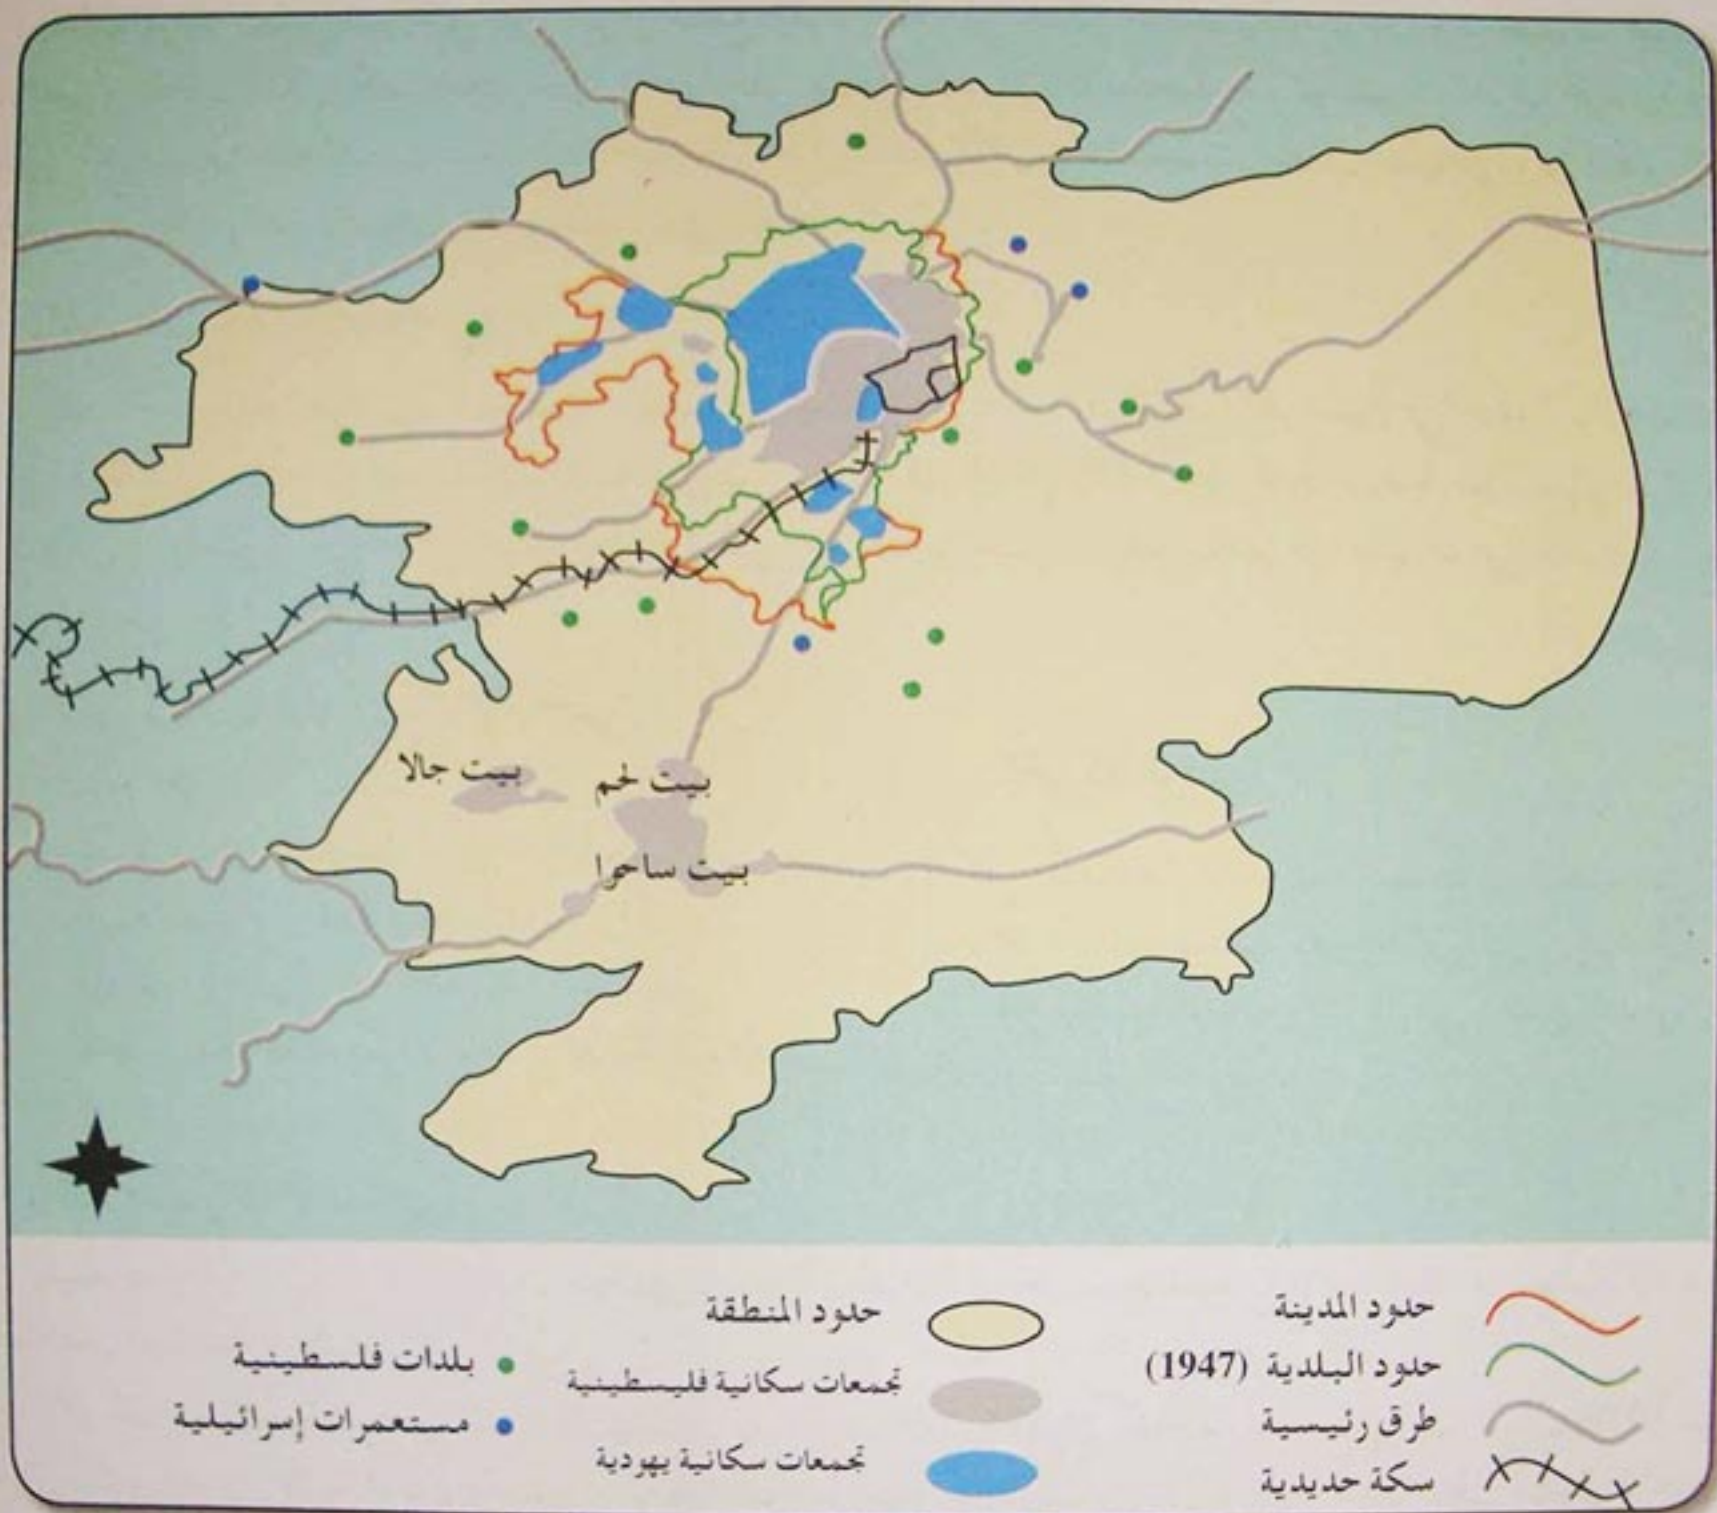 بيت جالا
بيت لحم
بيت ساحورا
حدود المدينة
حدود البلدية (1947)
طرق رئيسية
سكة حديدية
حدود المنطقة
تجمعات سكانية فليسطينية
تجمعات سكانية يهودية
بلدات فلسطينية
مستعمرات إسرائيلية